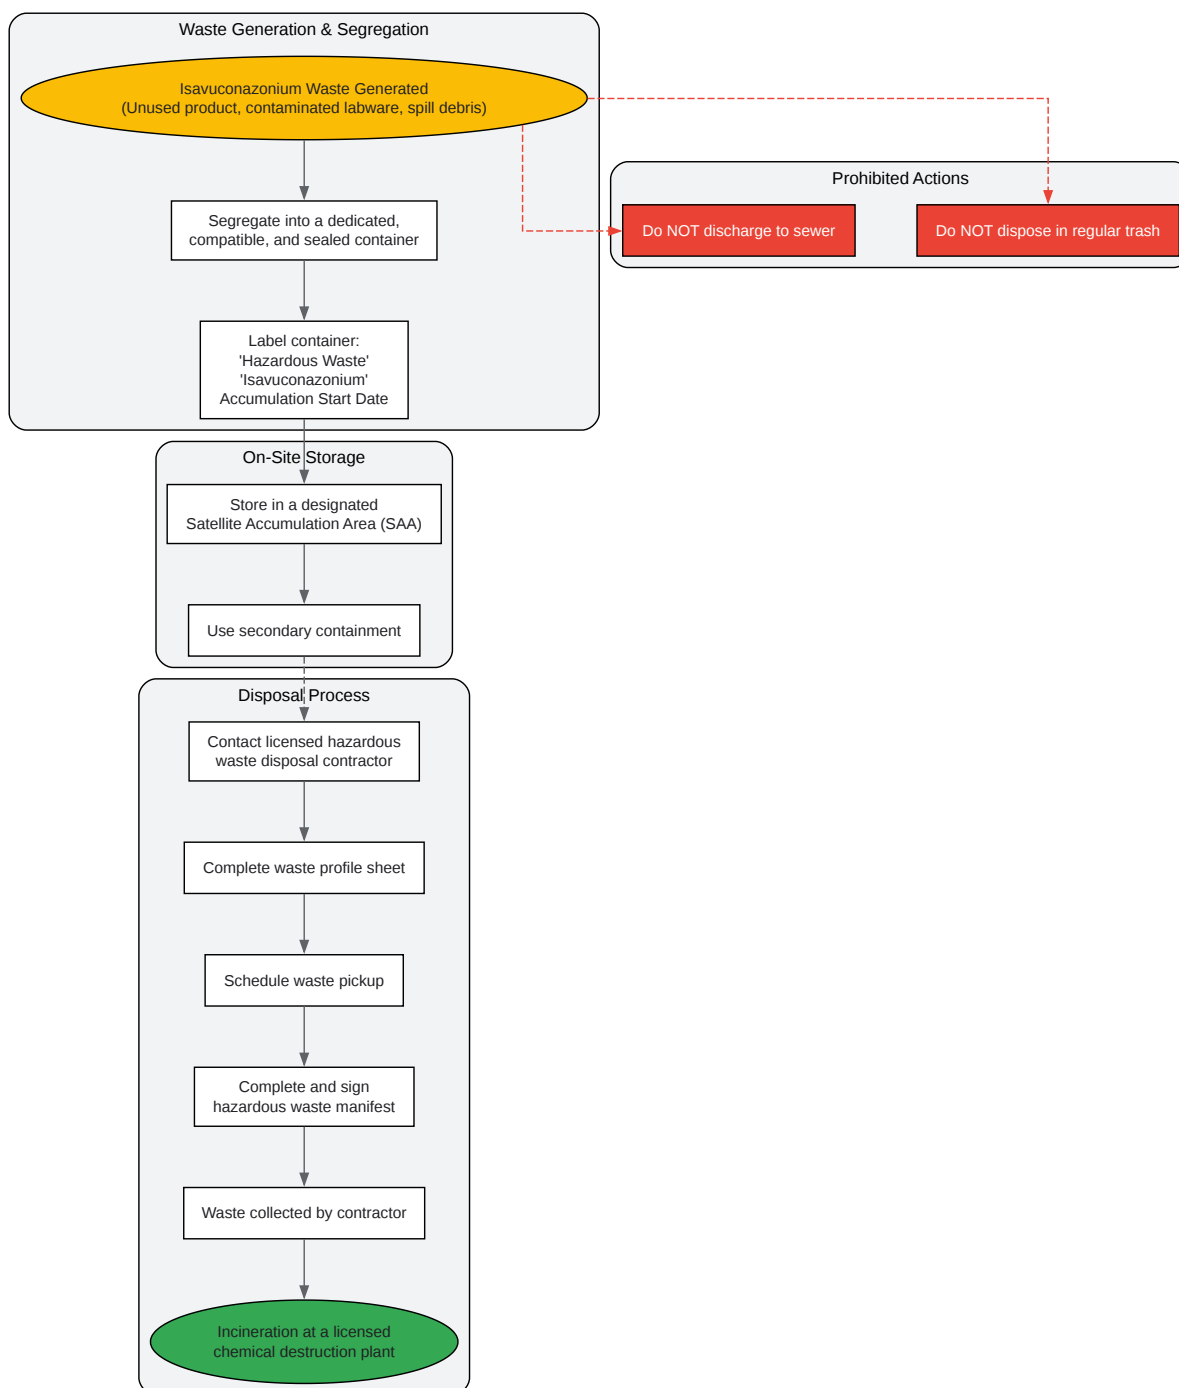 Waste Generation & Segregation
Isavuconazonium Waste Generated
(Unused product, contaminated labware, spill debris)
Prohibited Actions
Do NOT discharge to sewer
Do NOT dispose in regular trash
Segregate into a dedicated,
compatible, and sealed container
Label container:
'Hazardous Waste'
'Isavuconazonium'
Accumulation Start Date
On-Site Storage
Store in a designated
Satellite Accumulation Area (SAA)
Use secondary containment
Disposal Process
Contact licensed hazardous
waste disposal contractor
Complete waste profile sheet
Schedule waste pickup
Complete and sign
hazardous waste manifest
Waste collected by contractor
Incineration at a licensed
chemical destruction plant